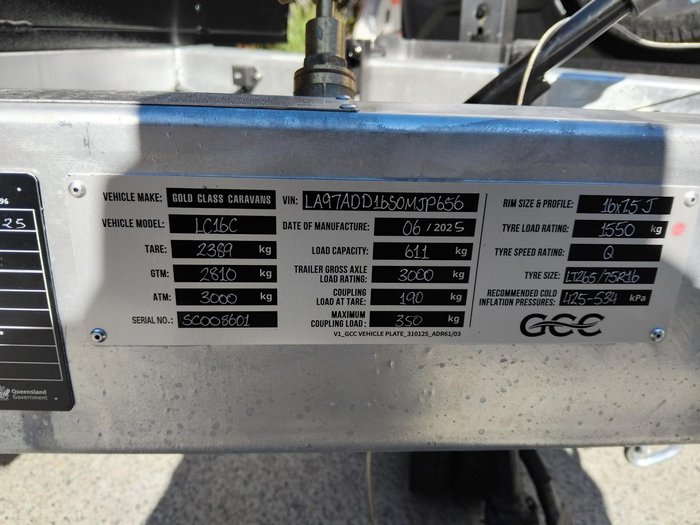 96
25
Queensland
Government
VEHICLE MAKE: GOLD CLASS CARAVANS
VEHICLE MODEL: LC16C
TARE: 2389 kg
GTM: 2810 kg
ATM: 3000 kg
SERIAL NO.: SC008601
VIN: LA97ADD16S0MJP656
DATE OF MANUFACTURE: 06 / 2025
LOAD CAPACITY: 611 kg
TRAILER GROSS AXLE
LOAD RATING: 3000 kg
COUPLING
LOAD AT TARE: 190 kg
MAXIMUM
COUPLING LOAD: 350 kg
V1_GCC VEHICLE PLATE_310125_ADR61/03
RIM SIZE & PROFILE: 16x7.5 J
TYRE LOAD RATING: 1550 kg
TYRE SPEED RATING: Q
TYRE SIZE: LT265/75R16
RECOMMENDED COLD
INFLATION PRESSURES: 425-534 kPa
GCC